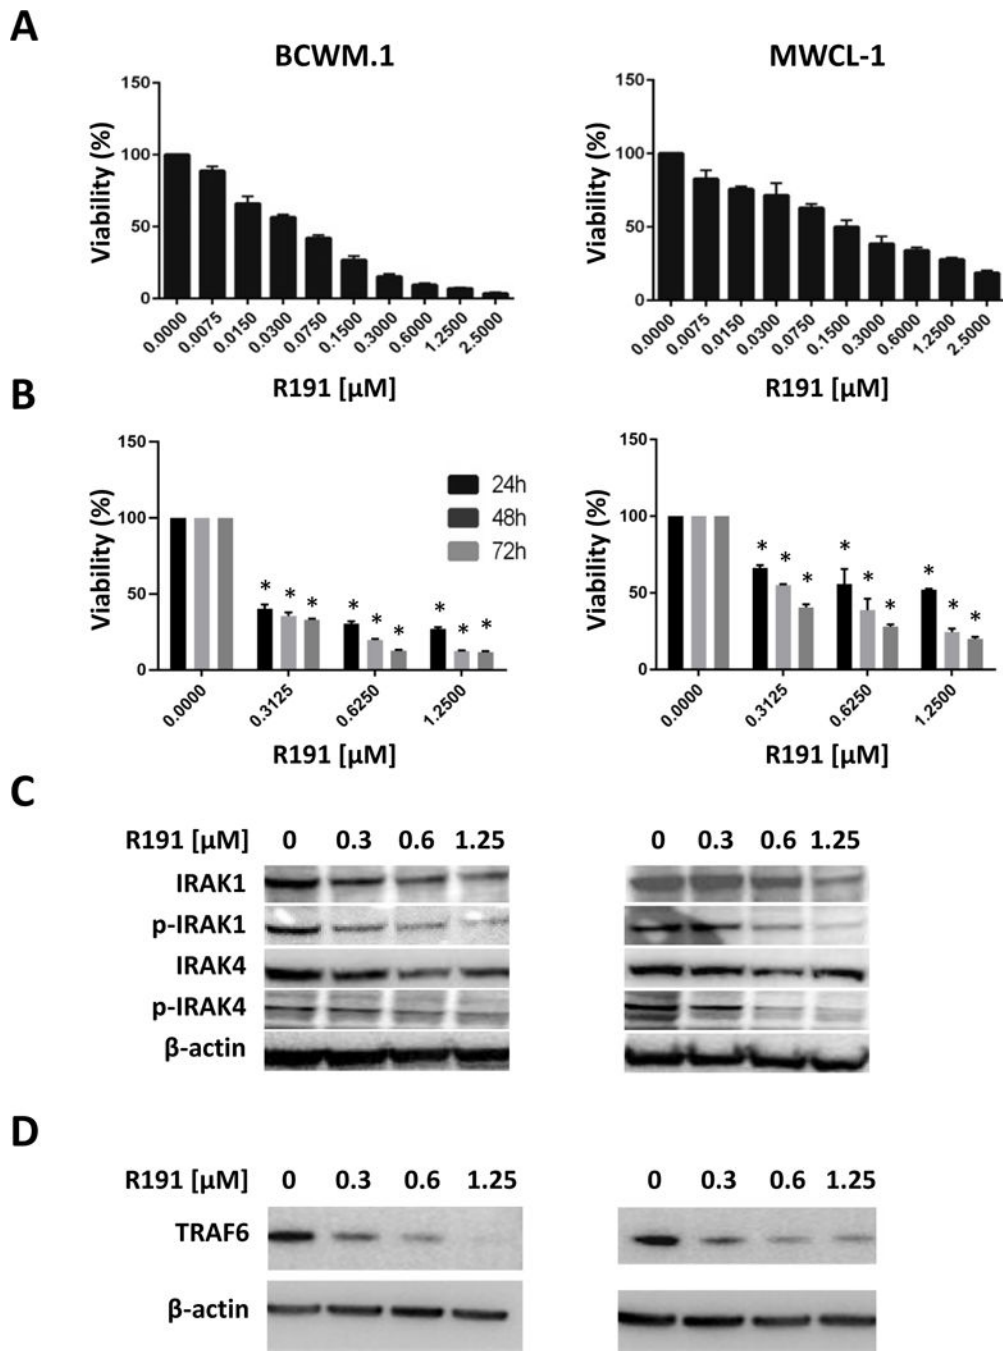 A
BCWM.1
MWCL-1
Viability (%)
150
100
50
0
0.0000 0.0075 0.0150 0.0300 0.0750 0.1500 0.3000 0.6000 1.2500 2.5000
R191 [μM]
Viability (%)
150
100
50
0
0.0000 0.0075 0.0150 0.0300 0.0750 0.1500 0.3000 0.6000 1.2500 2.5000
R191 [μM]
B
Viability (%)
150
100
50
0
* * * * * * * * *
24h
48h
72h
0.0000 0.3125 0.6250 1.2500
R191 [μM]
Viability (%)
150
100
50
0
* * * * * * * * *
0.0000 0.3125 0.6250 1.2500
R191 [μM]
C
R191 [μM] 0 0.3 0.6 1.25 0 0.3 0.6 1.25
IRAK1
p-IRAK1
IRAK4
p-IRAK4
β-actin
D
R191 [μM] 0 0.3 0.6 1.25 0 0.3 0.6 1.25
TRAF6
β-actin